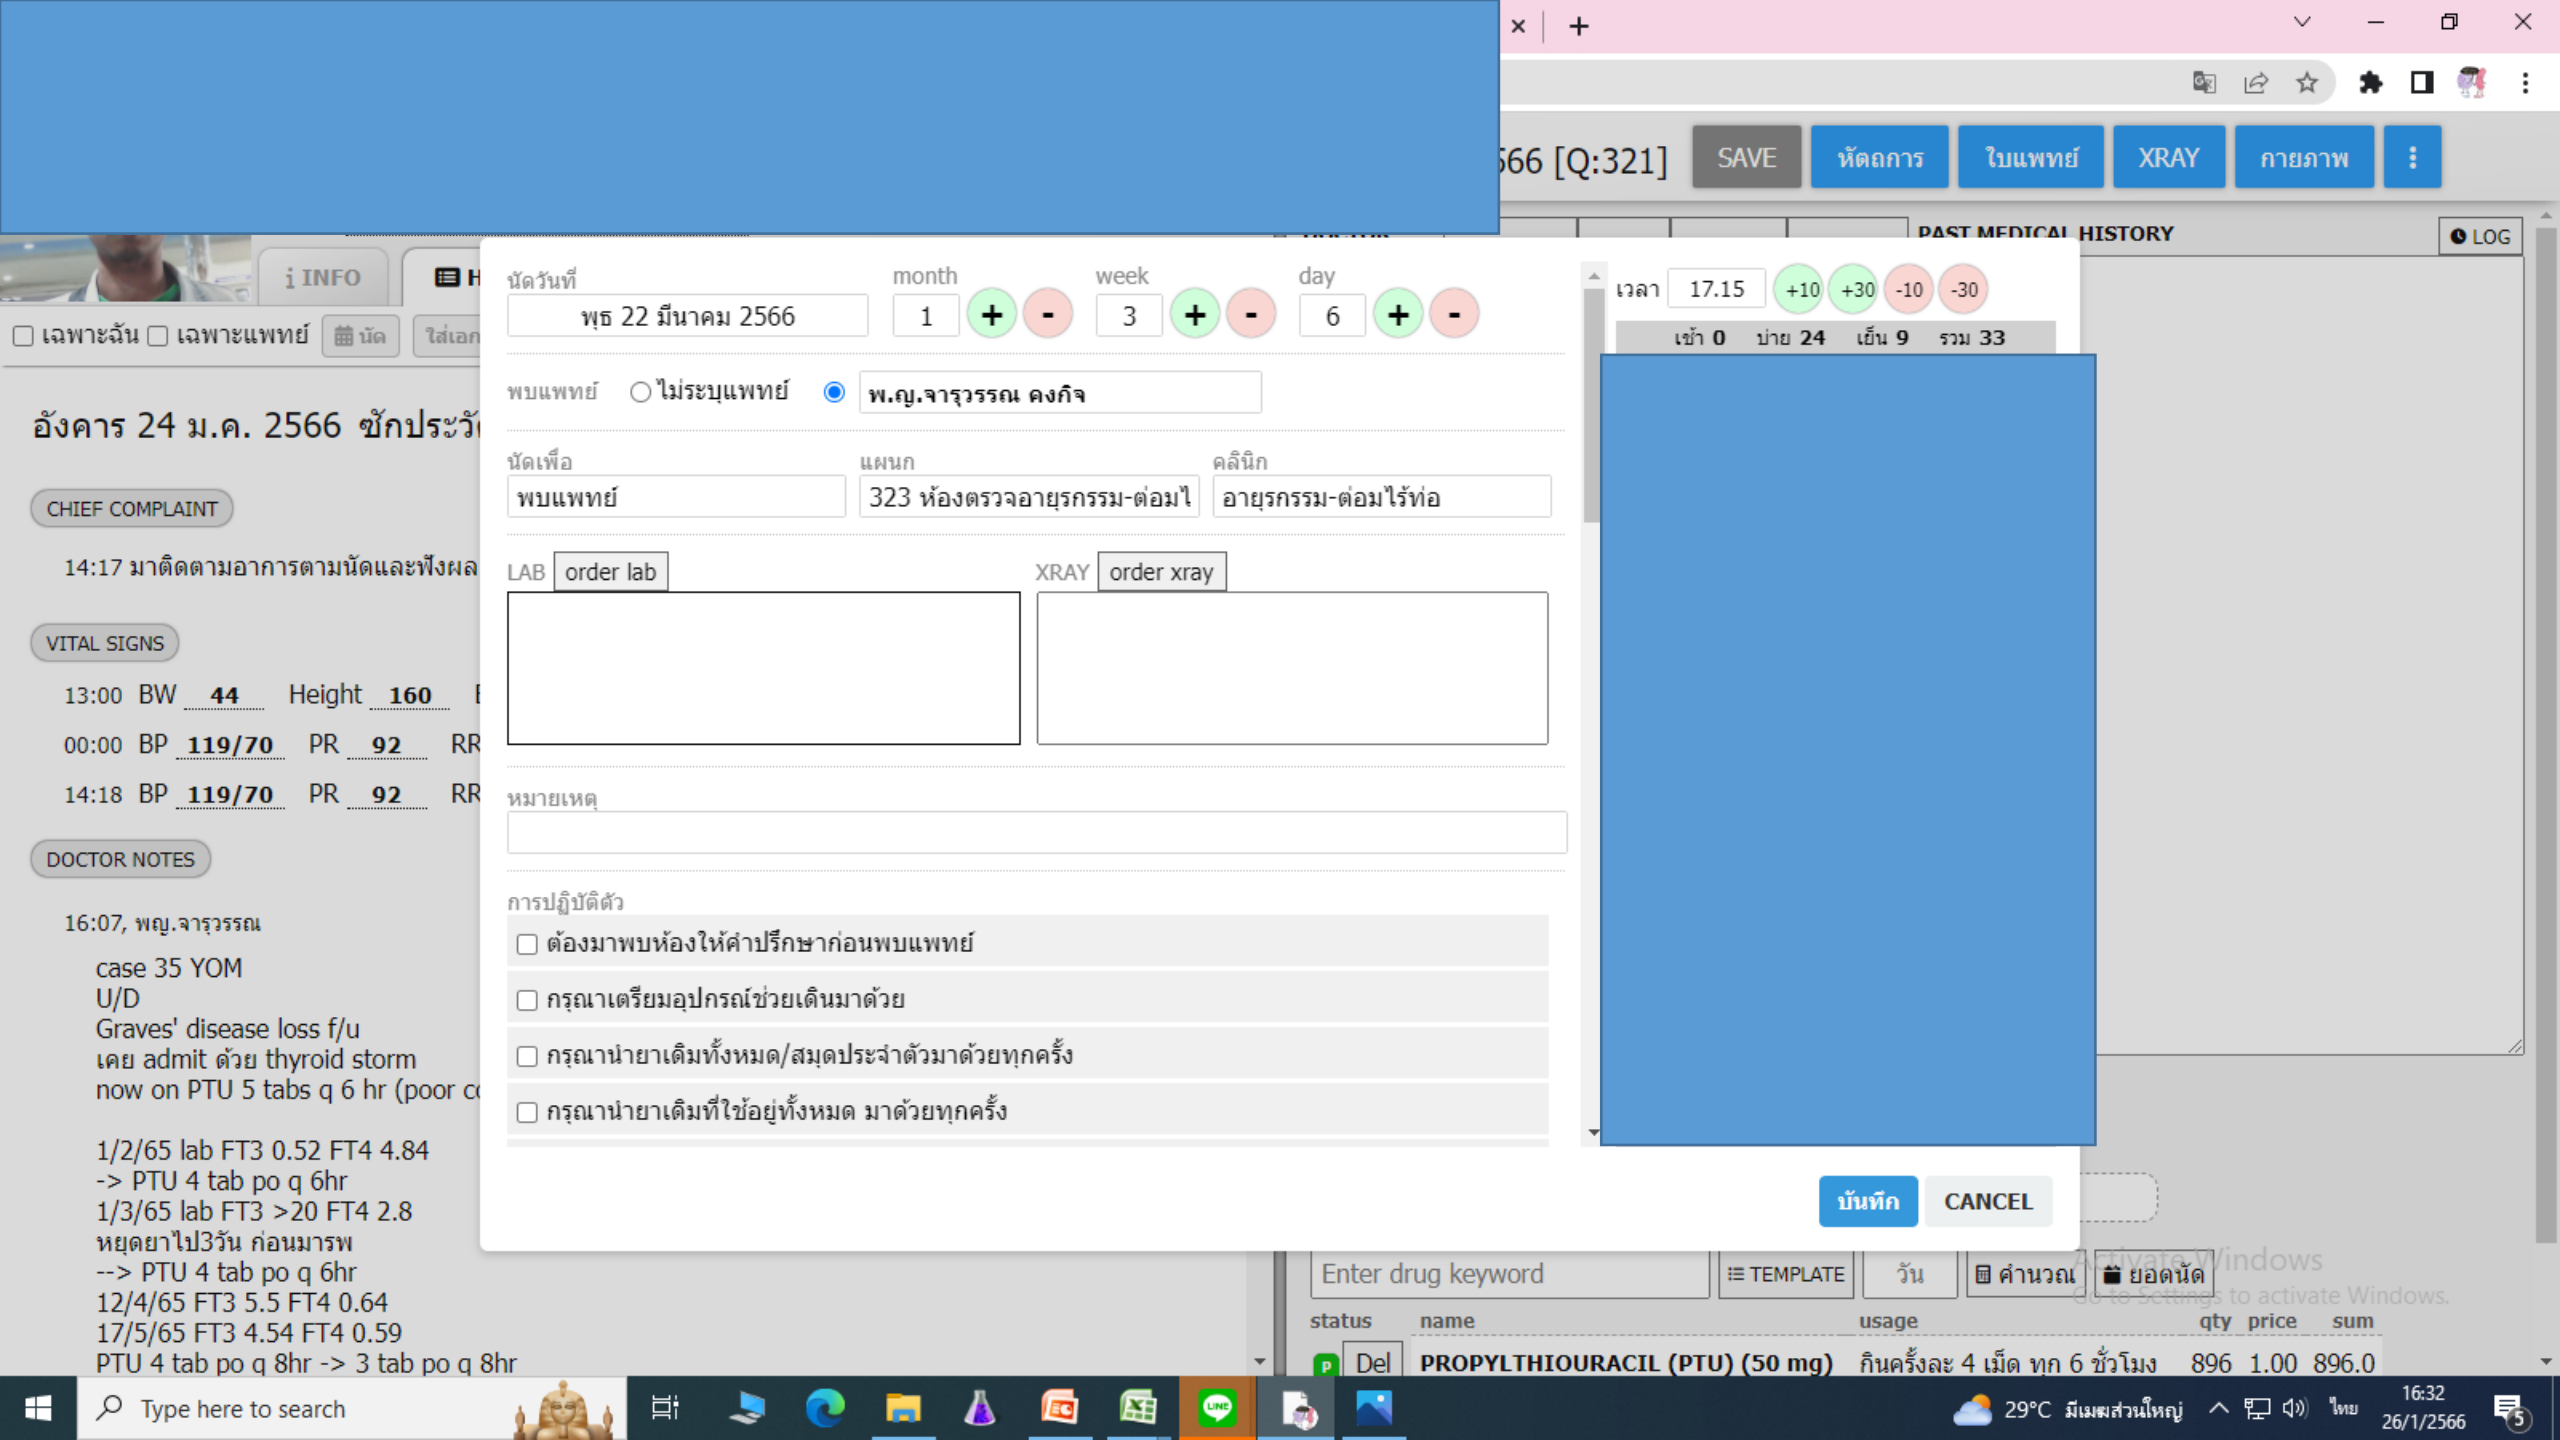 566 [Q:321]
SAVE
หัตถการ
ใบแพทย์
XRAY
กายภาพ
PAST MEDICAL HISTORY
LOG
INFO
เฉพาะฉัน
เฉพาะแพทย์
นัด
อังคาร 24 ม.ค. 2566
CHIEF COMPLAINT
14:17 มาติดตามอาการตามนัดและฟังผล
VITAL SIGNS
13:00 BW 44 Height 160
00:00 BP 119/70 PR 92 RR
14:18 BP 119/70 PR 92 RR
DOCTOR NOTES
16:07, พญ.จารุวรรณ
case 35 YOM
U/D
Graves' disease loss f/u
เคย admit ด้วย thyroid storm
now on PTU 5 tabs q 6 hr (poor
1/2/65 lab FT3 0.52 FT4 4.84
-> PTU 4 tab po q 6hr
1/3/65 lab FT3 >20 FT4 2.8
หยุดยาไป3วัน ก่อนมารพ
--> PTU 4 tab po q 6hr
12/4/65 FT3 5.5 FT4 0.64
17/5/65 FT3 4.54 FT4 0.59
PTU 4 tab po q 8hr -> 3 tab po q 8hr
นัดวันที่ month week day
พุธ 22 มีนาคม 2566 1 + - 3 + - 6 + -
พบแพทย์ ไม่ระบุแพทย์ พ.ญ.จารุวรรณ คงกิจ
นัดเพื่อ แผนก คลินิก
พบแพทย์ 323 ห้องตรวจอายุรกรรม-ต่อมไ อายุรกรรม-ต่อมไร้ท่อ
LAB order lab XRAY order xray
หมายเหตุ
การปฏิบัติตัว
ต้องมาพบห้องให้คำปรึกษาก่อนพบแพทย์
กรุณาเตรียมอุปกรณ์ช่วยเดินมาด้วย
กรุณานำยาเดิมทั้งหมด/สมุดประจำตัวมาด้วยทุกครั้ง
กรุณานำยาเดิมที่ใช้อยู่ทั้งหมด มาด้วยทุกครั้ง
เวลา 17.15 +10 +30 -10 -30
เช้า 0 บ่าย 24 เย็น 9 รวม 33
บันทึก CANCEL
Enter drug keyword TEMPLATE วัน คำนวณ ยอดนัด
Activate Windows
Go to Settings to activate Windows.
status name usage qty price sum
P Del PROPYLTHIOURACIL (PTU) (50 mg) กินครั้งละ 4 เม็ด ทุก 6 ชั่วโมง 896 1.00 896.0
Type here to search
LINE
29°C มีเมฆส่วนใหญ่
ไทย
16:32
26/1/2566
5